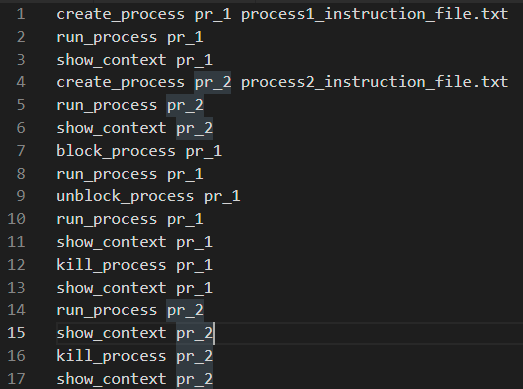 1 create_process pr_1 process1_instruction_file.txt
2 run_process pr_1
3 show_context pr_1
4 create_process pr_2 process2_instruction_file.txt
5 run_process pr_2
6 show_context pr_2
7 block_process pr_1
8 run_process pr_1
9 unblock_process pr_1
10 run_process pr_1
11 show_context pr_1
12 kill_process pr_1
13 show_context pr_1
14 run_process pr_2
15 show_context pr_2
16 kill_process pr_2
17 show_context pr_2